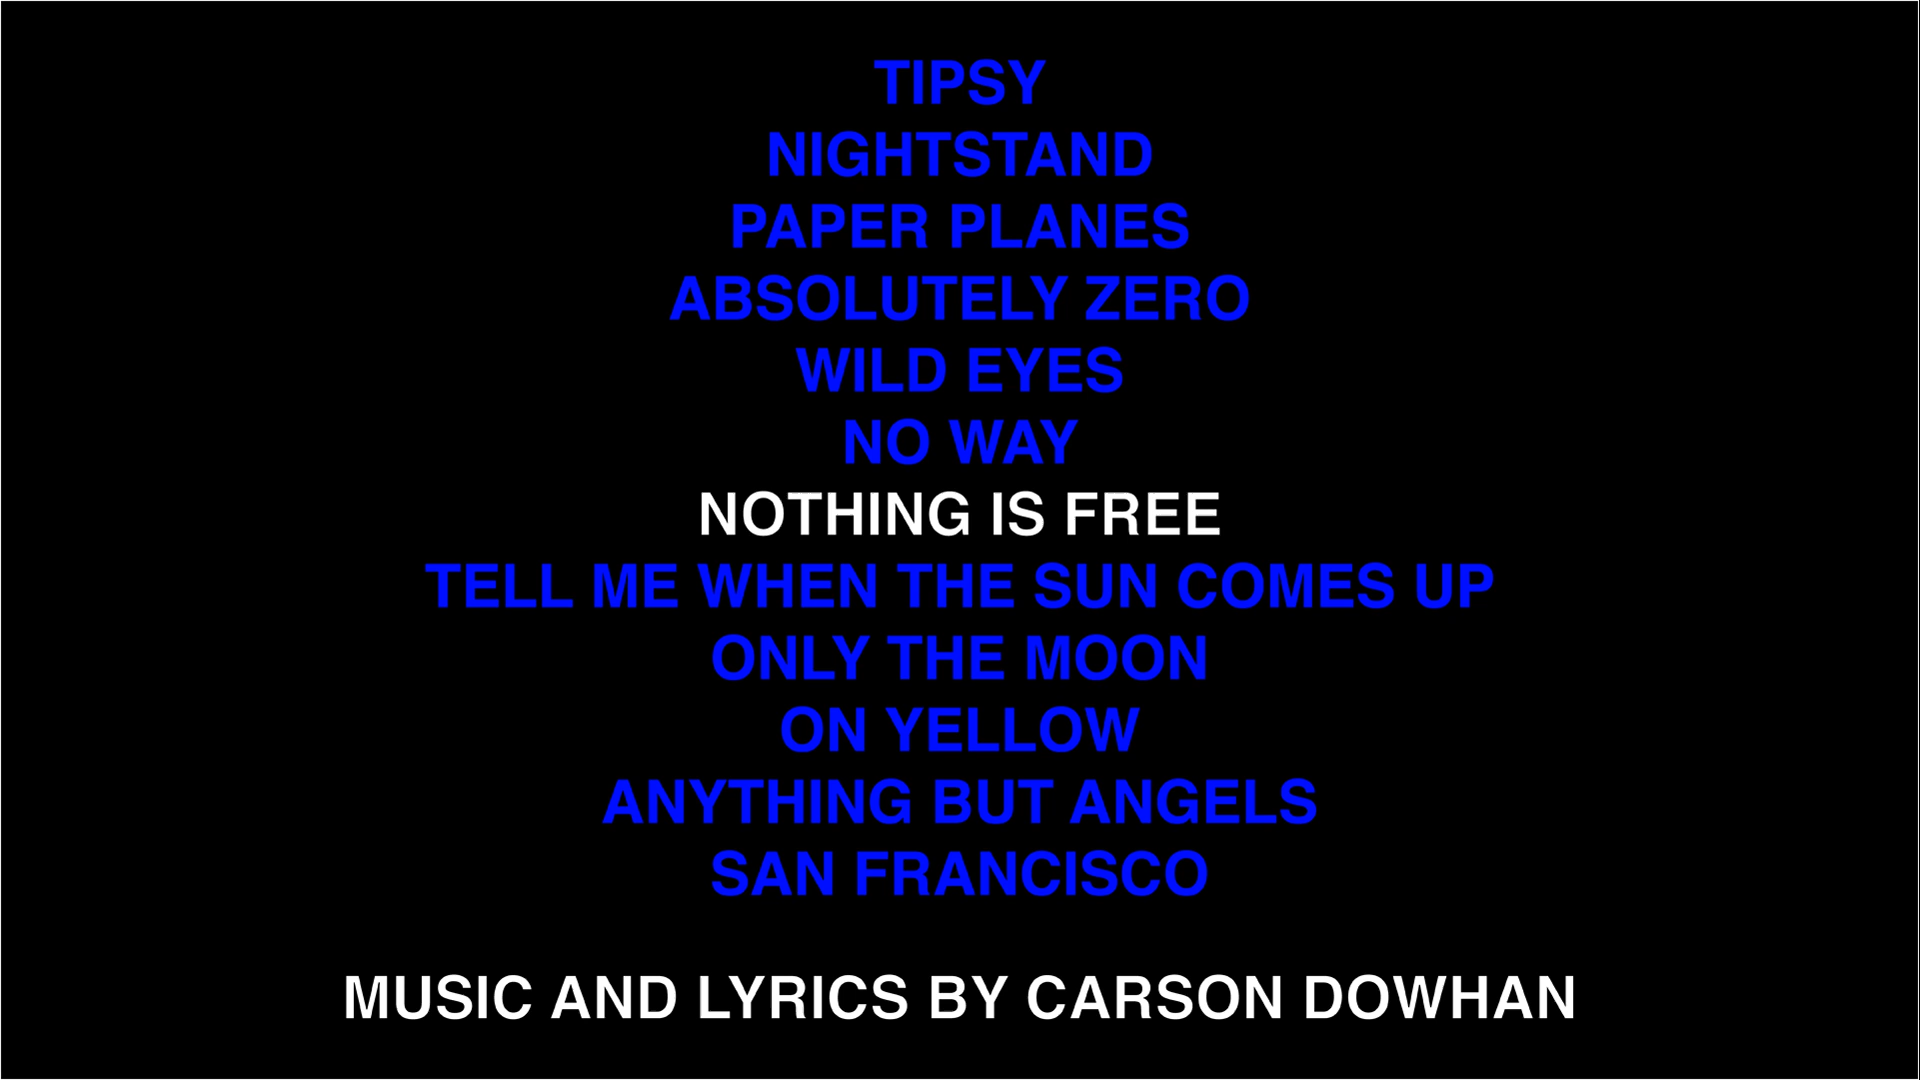 TIPSY
NIGHTSTAND
PAPER PLANES
ABSOLUTELY ZERO
WILD EYES
NO WAY
NOTHING IS FREE
TELL ME WHEN THE SUN COMES UP
ONLY THE MOON
ON YELLOW
ANYTHING BUT ANGELS
SAN FRANCISCO
MUSIC AND LYRICS BY CARSON DOWHAN